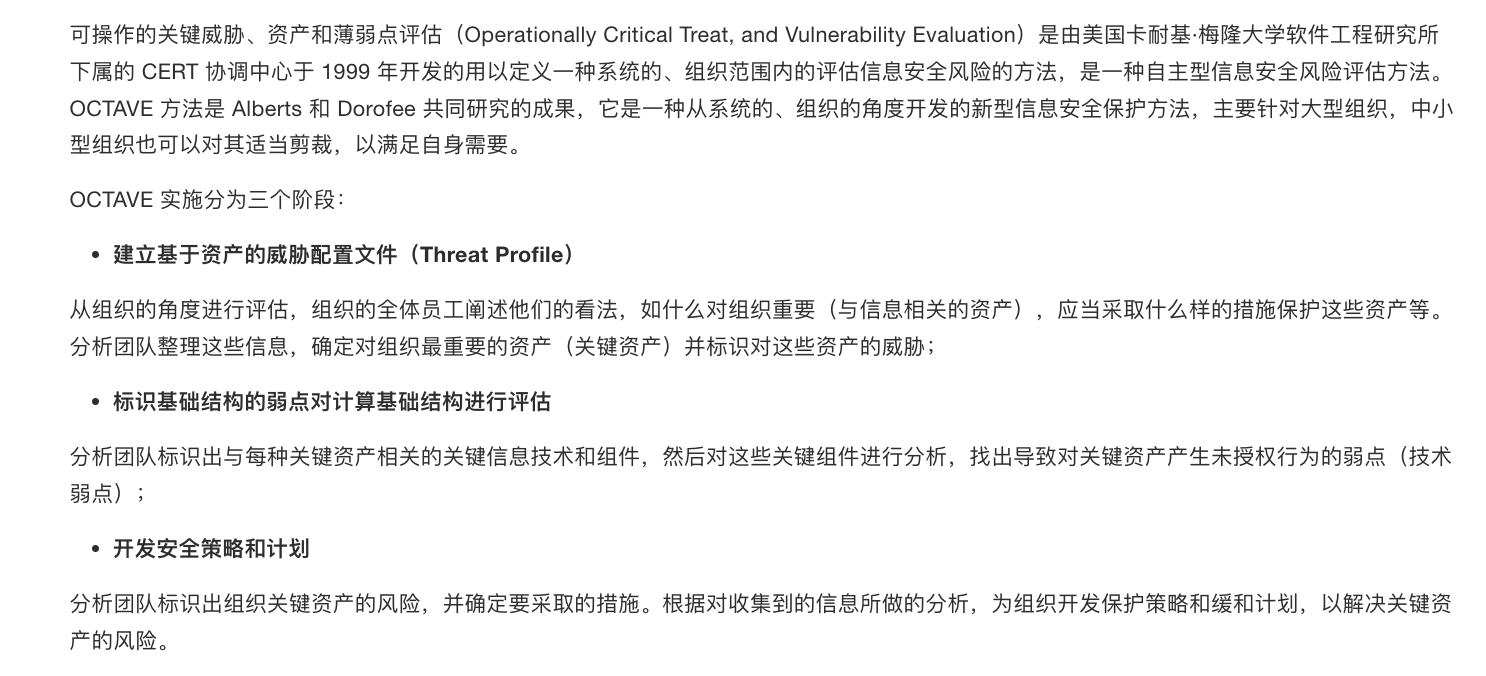 可操作的关键威胁、资产和薄弱点评估（Operationally Critical Treat, and Vulnerability Evaluation）是由美国卡耐基·梅隆大学软件工程研究所
下属的 CERT 协调中心于 1999 年开发的用以定义一种系统的、组织范围内的评估信息安全风险的方法，是一种自主型信息安全风险评估方法。
OCTAVE 方法是 Alberts 和 Dorofee 共同研究的成果，它是一种从系统的、组织的角度开发的新型信息安全保护方法，主要针对大型组织，中小
型组织也可以对其适当剪裁，以满足自身需要。
OCTAVE 实施分为三个阶段：
• 建立基于资产的威胁配置文件（Threat Profile）
从组织的角度进行评估，组织的全体员工阐述他们的看法，如什么对组织重要（与信息相关的资产），应当采取什么样的措施保护这些资产等。
分析团队整理这些信息，确定对组织最重要的资产（关键资产）并标识对这些资产的威胁；
• 标识基础结构的弱点对计算基础结构进行评估
分析团队标识出与每种关键资产相关的关键信息技术和组件，然后对这些关键组件进行分析，找出导致对关键资产产生未授权行为的弱点（技术
弱点）；
• 开发安全策略和计划
分析团队标识出组织关键资产的风险，并确定要采取的措施。根据对收集到的信息所做的分析，为组织开发保护策略和缓和计划，以解决关键资
产的风险。